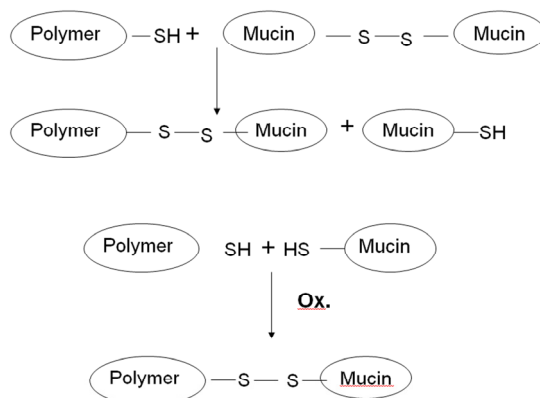 Polymer SH + Mucin S S Mucin
Polymer S S Mucin + Mucin SH
Polymer SH + HS Mucin
Ox.
Polymer S S Mucin